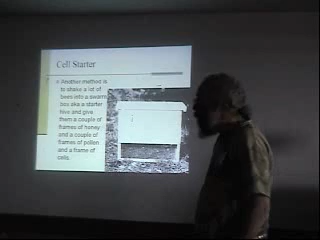 Cell Starter
Another method is
to shake a lot of
bees into a swarm
box aka a starter
hive and give
them a couple of
frames of honey
and a couple of
frames of pollen
and a frame of
cells.